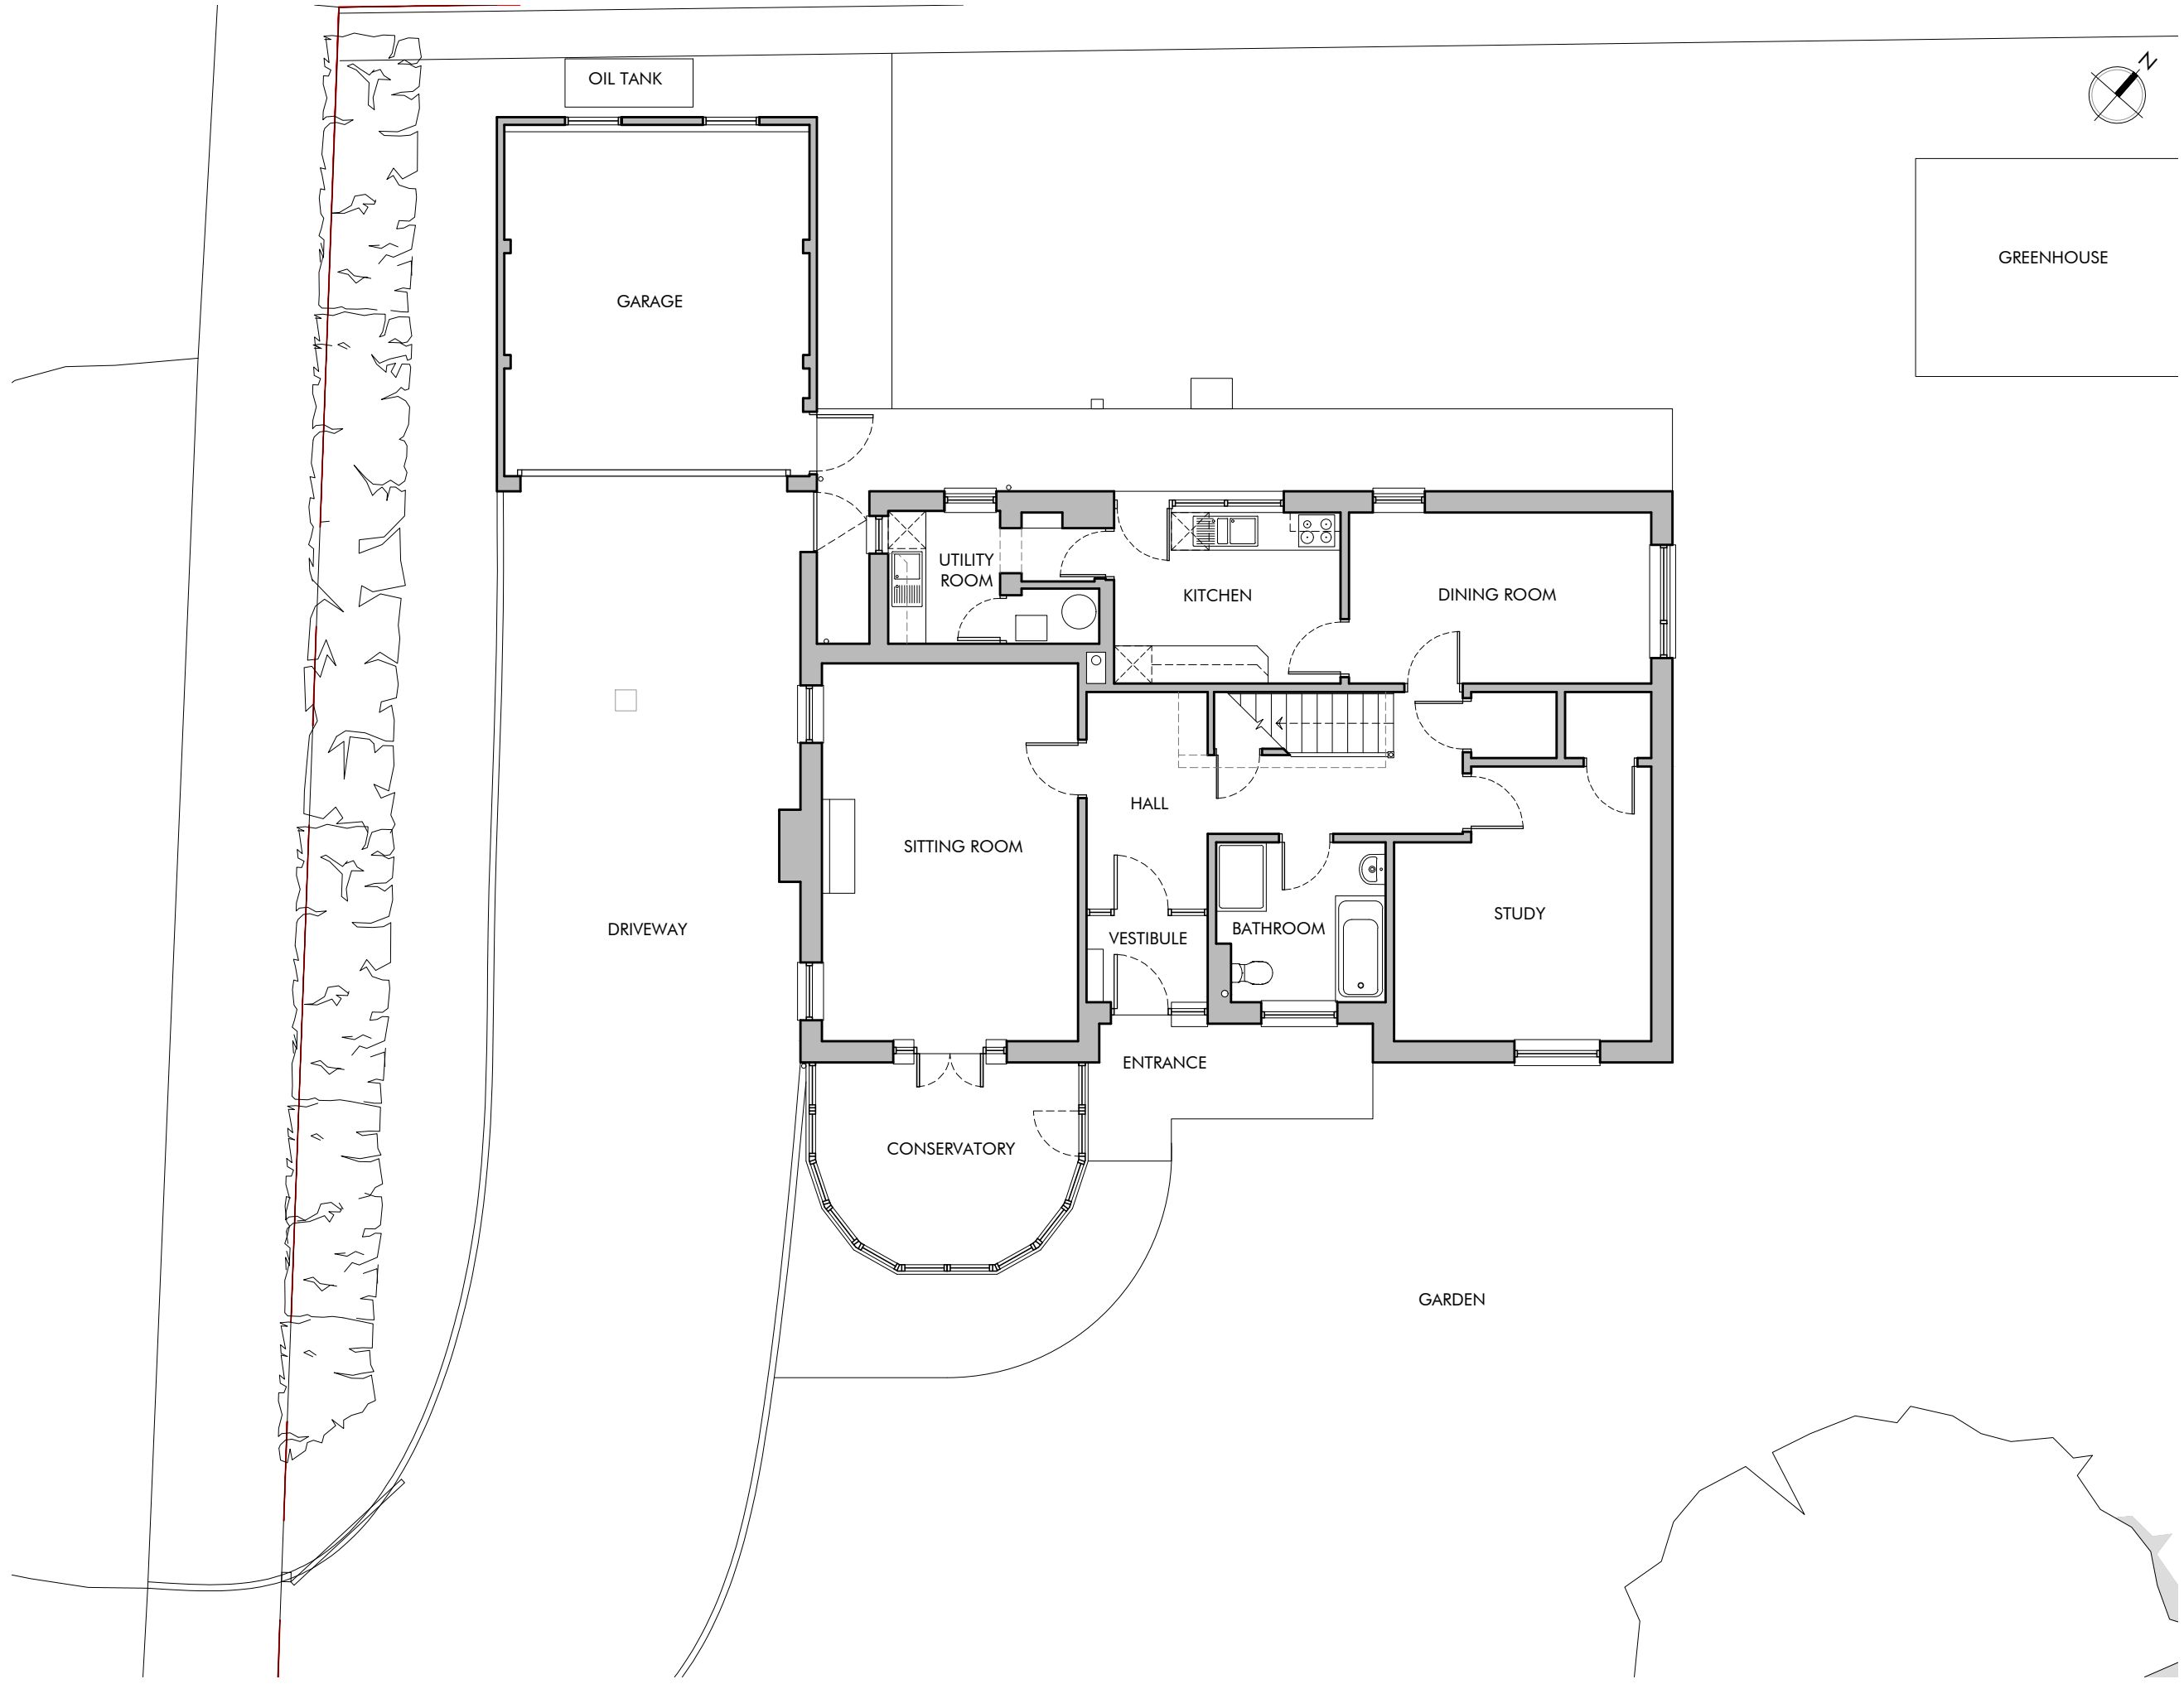 OIL TANK
N
GREENHOUSE
GARAGE
UTILITY
ROOM
KITCHEN
DINING ROOM
HALL
SITTING ROOM
STUDY
DRIVEWAY
VESTIBULE
BATHROOM
ENTRANCE
CONSERVATORY
GARDEN